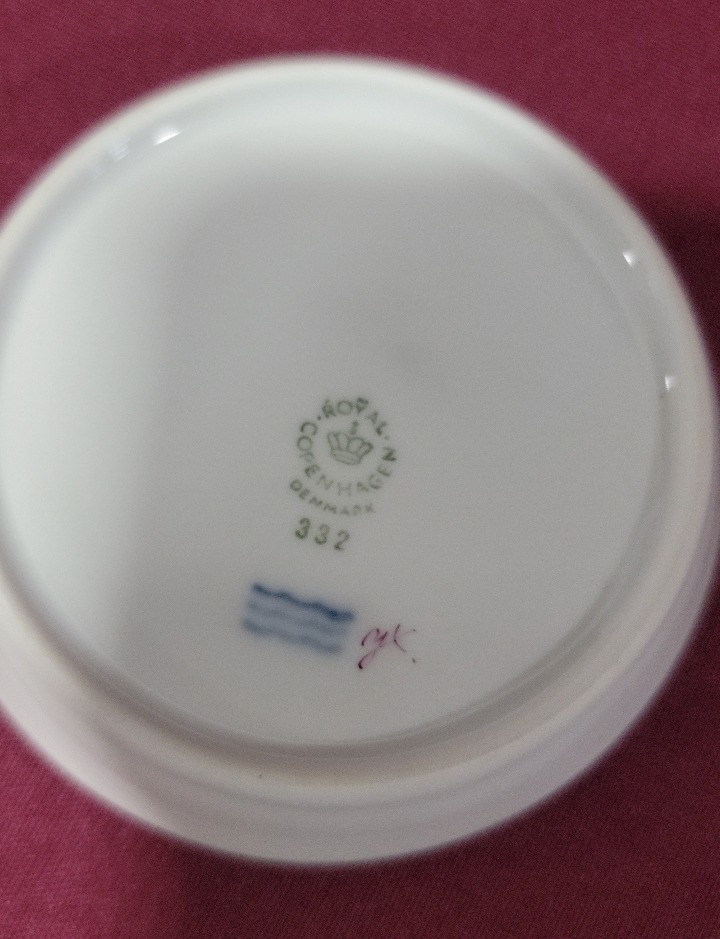 ROYAL
COPENHAGEN
DENMARK
332